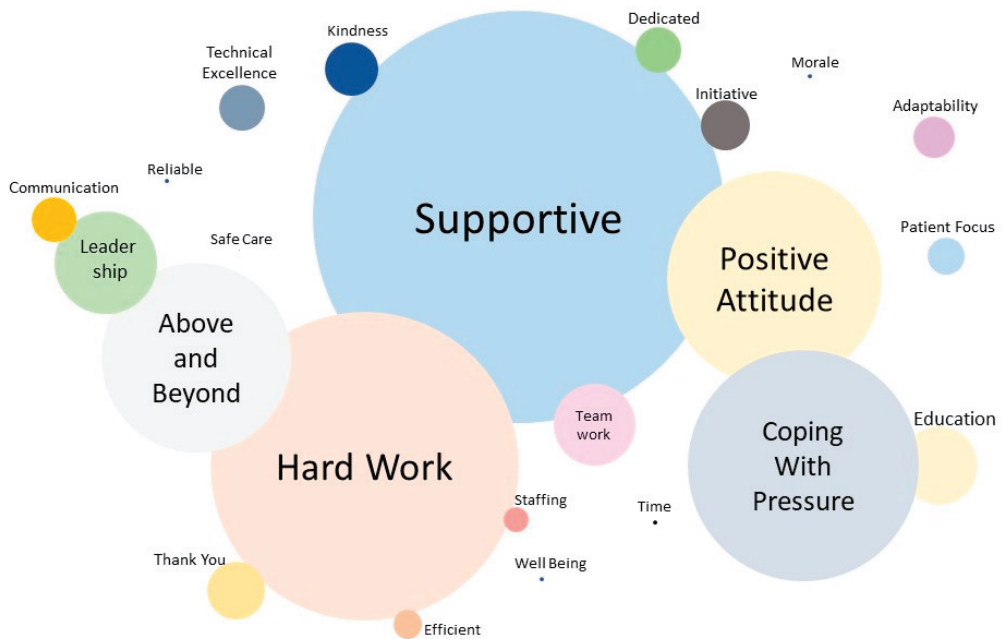 Dedicated
Kindness
Technical
Excellence
Morale
Initiative
Adaptability
Reliable
Communication
Supportive
Patient Focus
Safe Care
Leader
ship
Positive
Attitude
Above
and
Beyond
Team
work
Education
Coping
With
Pressure
Hard Work
Staffing
Time
Thank You
Well Being
Efficient